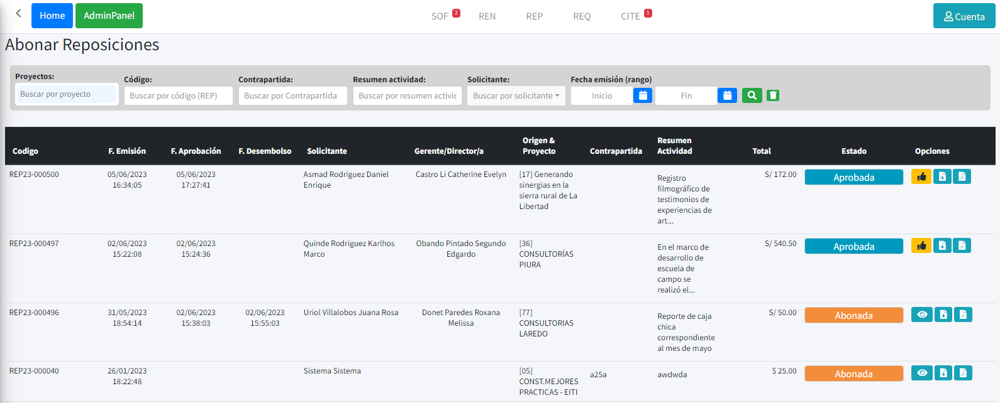 Home
AdminPanel
SOF 2
REN
REP
REQ
CITE 1
Cuenta
Abonar Reposiciones
Proyectos:
Buscar por proyecto
Código:
Buscar por código (REP)
Contrapartida:
Buscar por Contrapartida
Resumen actividad:
Buscar por resumen activic
Solicitante:
Buscar por solicitante
Fecha emisión (rango)
Inicio
Fin
Codigo
F. Emisión
F. Aprobación
F. Desembolso
Solicitante
Gerente/Director/a
Origen &
Proyecto
Contrapartida
Resumen
Actividad
Total
Estado
Opciones
REP23-000500
05/06/2023
16:34:05
05/06/2023
17:27:41
Asmad Rodriguez Daniel
Enrique
Castro Li Catherine Evelyn
[17] Generando
sinergias en la
sierra rural de La
Libertad
Registro
filmográfico de
testimonios de
experiencias de
art...
S/ 172.00
Aprobada
REP23-000497
02/06/2023
15:22:08
02/06/2023
15:24:36
Quinde Rodriguez Karlhos
Marco
Obando Pintado Segundo
Edgardo
[36]
CONSULTORÍAS
PIURA
En el marco de
desarrollo de
escuela de
campo se
realizó el...
S/ 540.50
Aprobada
REP23-000496
31/05/2023
18:54:14
02/06/2023
15:38:03
02/06/2023
15:55:03
Uriol Villalobos Juana Rosa
Donet Paredes Roxana
Melissa
[77]
CONSULTORIAS
LAREDO
Reporte de caja
chica
correspondiente
al mes de mayo
S/ 50.00
Abonada
REP23-000040
26/01/2023
18:22:48
Sistema Sistema
[05]
CONST.MEJORES
PRACTICAS - EITI
a25a
awdwda
$ 25.00
Abonada